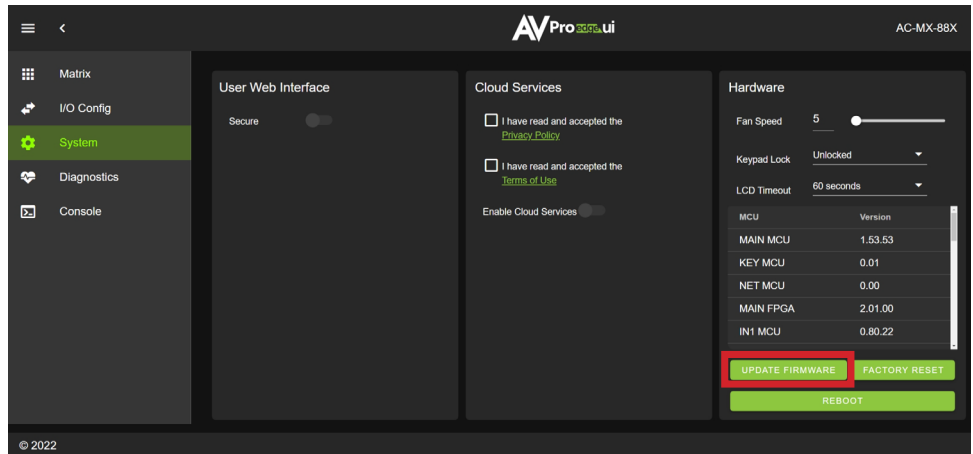 AVPro edge.ui
AC-MX-88X
Matrix
I/O Config
System
Diagnostics
Console
User Web Interface
Secure
Cloud Services
I have read and accepted the
Privacy Policy
I have read and accepted the
Terms of Use
Enable Cloud Services
Hardware
Fan Speed 5
Keypad Lock Unlocked
LCD Timeout 60 seconds
MCU Version
MAIN MCU 1.53.53
KEY MCU 0.01
NET MCU 0.00
MAIN FPGA 2.01.00
IN1 MCU 0.80.22
UPDATE FIRMWARE FACTORY RESET
REBOOT
© 2022